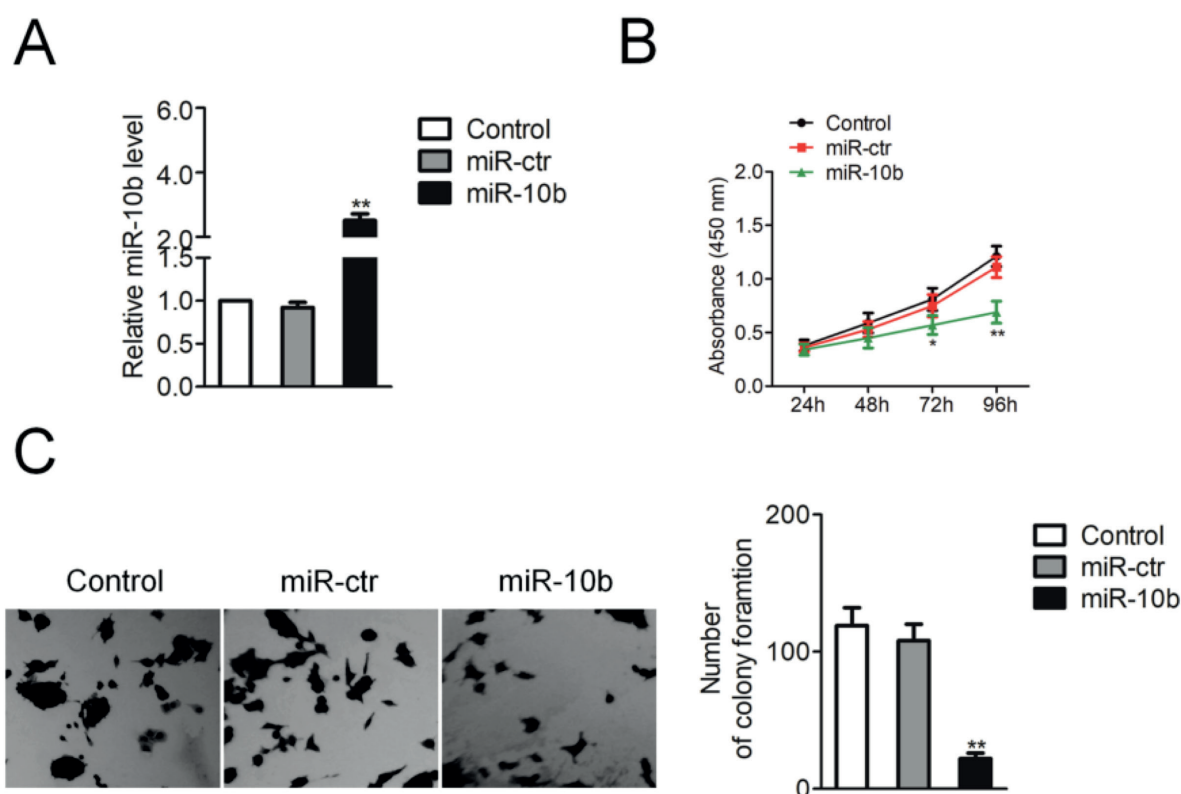 A
Relative miR-10b level
6.0
4.0
2.0
1.5
1.0
0.5
0.0
**
Control
miR-ctr
miR-10b
B
Control
miR-ctr
miR-10b
Absorbance (450 nm)
2.0
1.5
1.0
0.5
0.0
*
**
24h 48h 72h 96h
C
Control miR-ctr miR-10b
Number
of colony foramtion
200
100
0
**
Control
miR-ctr
miR-10b